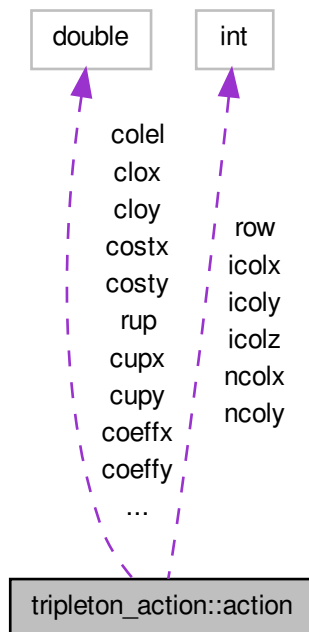 double
int
colel
clox
cloy
costx
costy
rup
cupx
cupy
coeffx
coeffy
...
row
icolx
icoly
icolz
ncolx
ncoly
tripleton_action::action